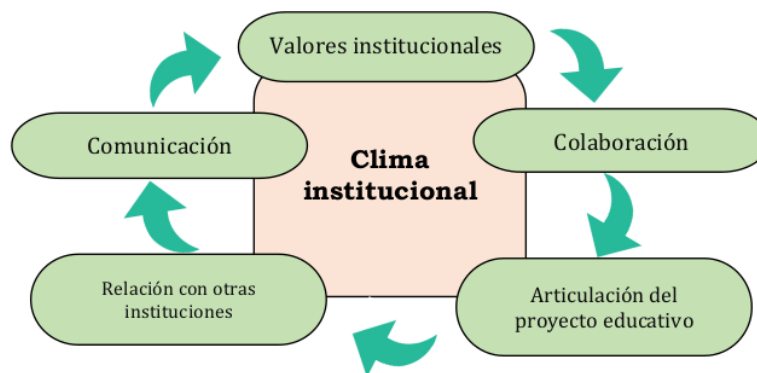 Valores institucionales
Comunicación
Colaboración
Clima
institucional
Relación con otras
instituciones
Articulación del
proyecto educativo